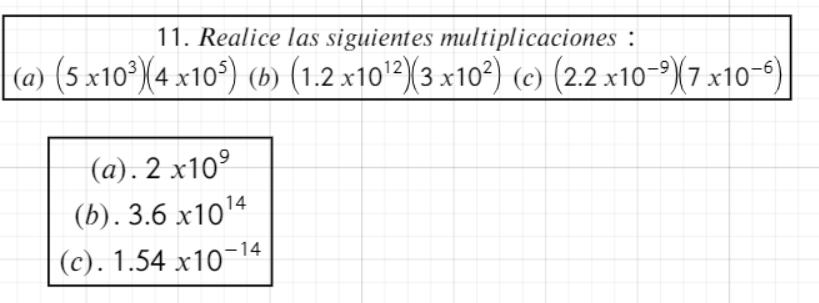 11. Realice las siguientes multiplicaciones :
(a) (5 x10³)(4 x10⁵) (b) (1.2 x10¹²)(3 x10²) (c) (2.2 x10⁻⁹)(7 x10⁻⁶)
(a). 2 x10⁹
(b). 3.6 x10¹⁴
(c). 1.54 x10⁻¹⁴